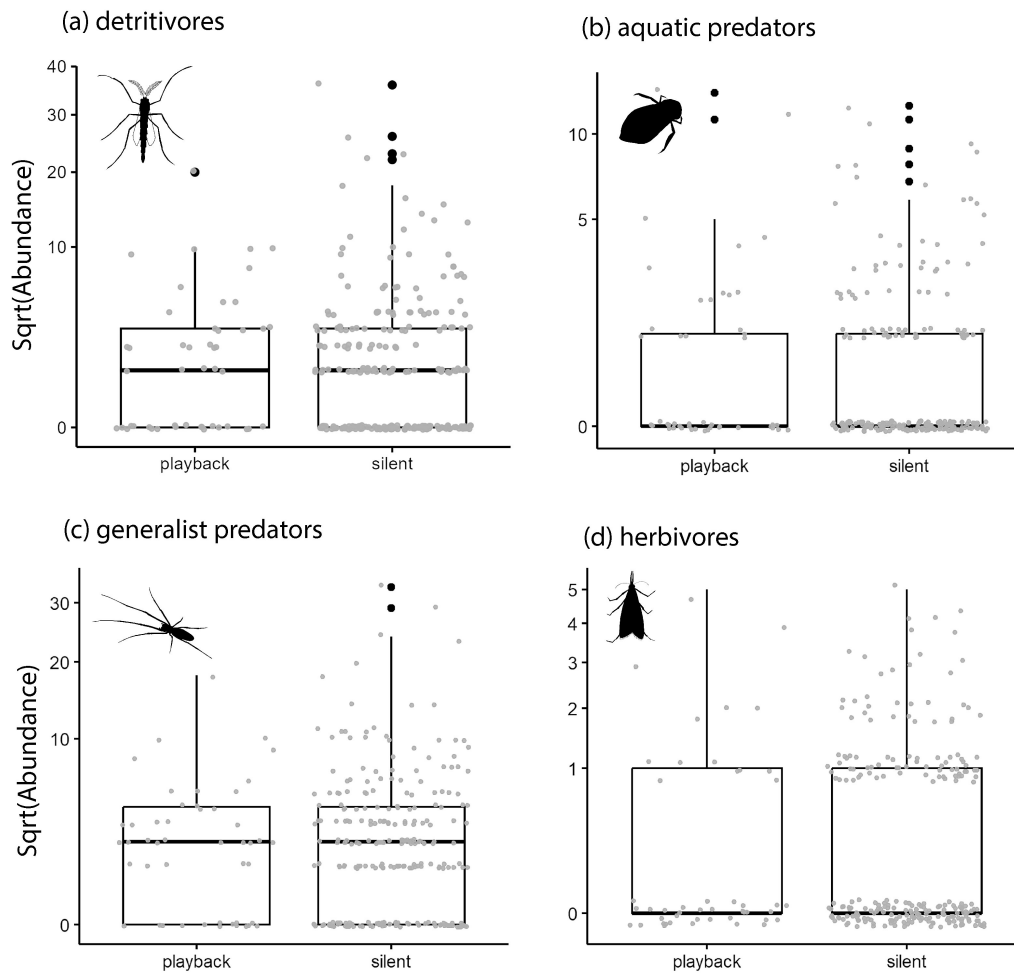 (a) detritivores
Sqrt(Abundance)
40
30
20
10
0
playback silent
(b) aquatic predators
10
5
0
playback silent
(c) generalist predators
Sqrt(Abundance)
30
20
10
0
playback silent
(d) herbivores
5
4
3
2
1
0
playback silent